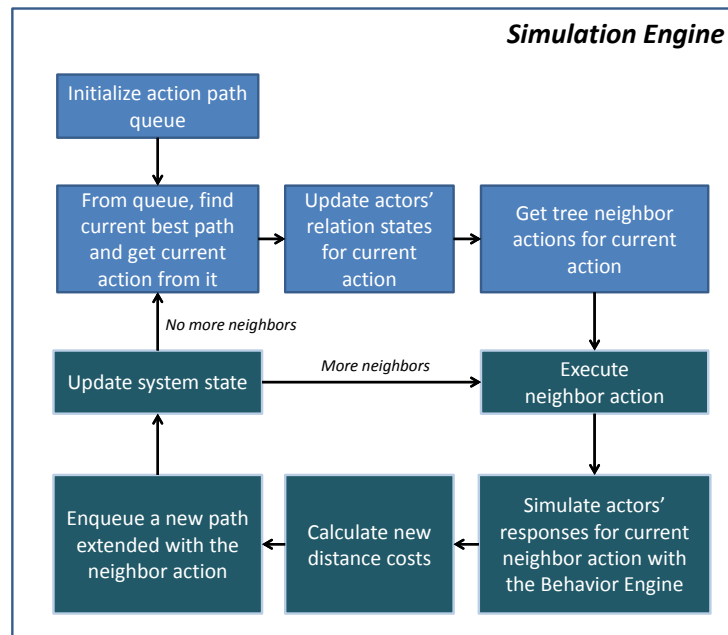 Simulation Engine
Initialize action path
queue
From queue, find
current best path
and get current
action from it
Update actors'
relation states
for current
action
Get tree neighbor
actions for current
action
No more neighbors
Update system state
More neighbors
Execute
neighbor action
Enqueue a new path
extended with the
neighbor action
Calculate new
distance costs
Simulate actors'
responses for current
neighbor action with
the Behavior Engine